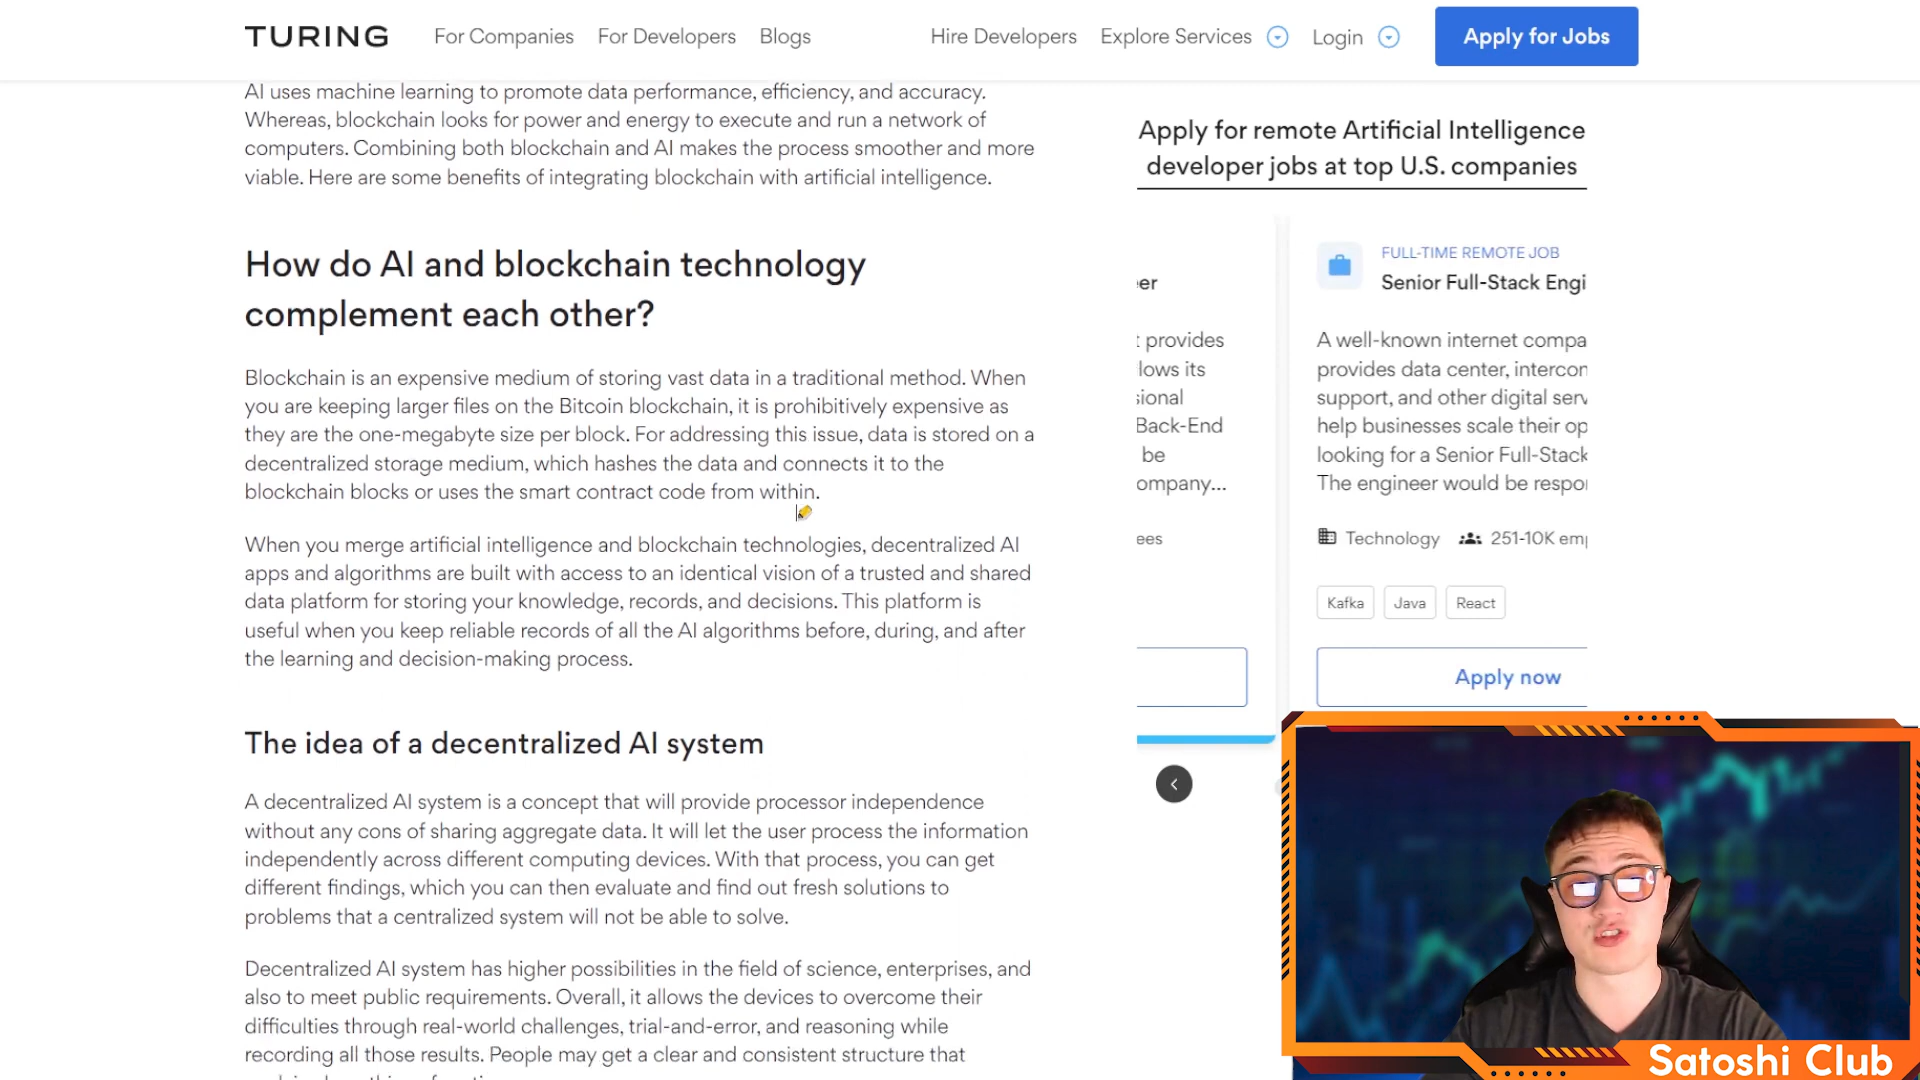 TURING
For Companies
For Developers
Blogs
Hire Developers
Explore Services
Login
Apply for Jobs
AI uses machine learning to promote data performance, efficiency, and accuracy.
Whereas, blockchain looks for power and energy to execute and run a network of
computers. Combining both blockchain and AI makes the process smoother and more
viable. Here are some benefits of integrating blockchain with artificial intelligence.
How do AI and blockchain technology
complement each other?
Blockchain is an expensive medium of storing vast data in a traditional method. When
you are keeping larger files on the Bitcoin blockchain, it is prohibitively expensive as
they are the one-megabyte size per block. For addressing this issue, data is stored on a
decentralized storage medium, which hashes the data and connects it to the
blockchain blocks or uses the smart contract code from within.
When you merge artificial intelligence and blockchain technologies, decentralized AI
apps and algorithms are built with access to an identical vision of a trusted and shared
data platform for storing your knowledge, records, and decisions. This platform is
useful when you keep reliable records of all the AI algorithms before, during, and after
the learning and decision-making process.
The idea of a decentralized AI system
A decentralized AI system is a concept that will provide processor independence
without any cons of sharing aggregate data. It will let the user process the information
independently across different computing devices. With that process, you can get
different findings, which you can then evaluate and find out fresh solutions to
problems that a centralized system will not be able to solve.
Decentralized AI system has higher possibilities in the field of science, enterprises, and
also to meet public requirements. Overall, it allows the devices to overcome their
difficulties through real-world challenges, trial-and-error, and reasoning while
recording all those results. People may get a clear and consistent structure that
Apply for remote Artificial Intelligence
developer jobs at top U.S. companies
er
t provides
lows its
sional
Back-End
be
ompany...
ees
FULL-TIME REMOTE JOB
Senior Full-Stack Engi
A well-known internet compa
provides data center, intercon
support, and other digital serv
help businesses scale their op
looking for a Senior Full-Stack
The engineer would be respon
Technology
251-10K emp
Kafka
Java
React
Apply now
Satoshi Club